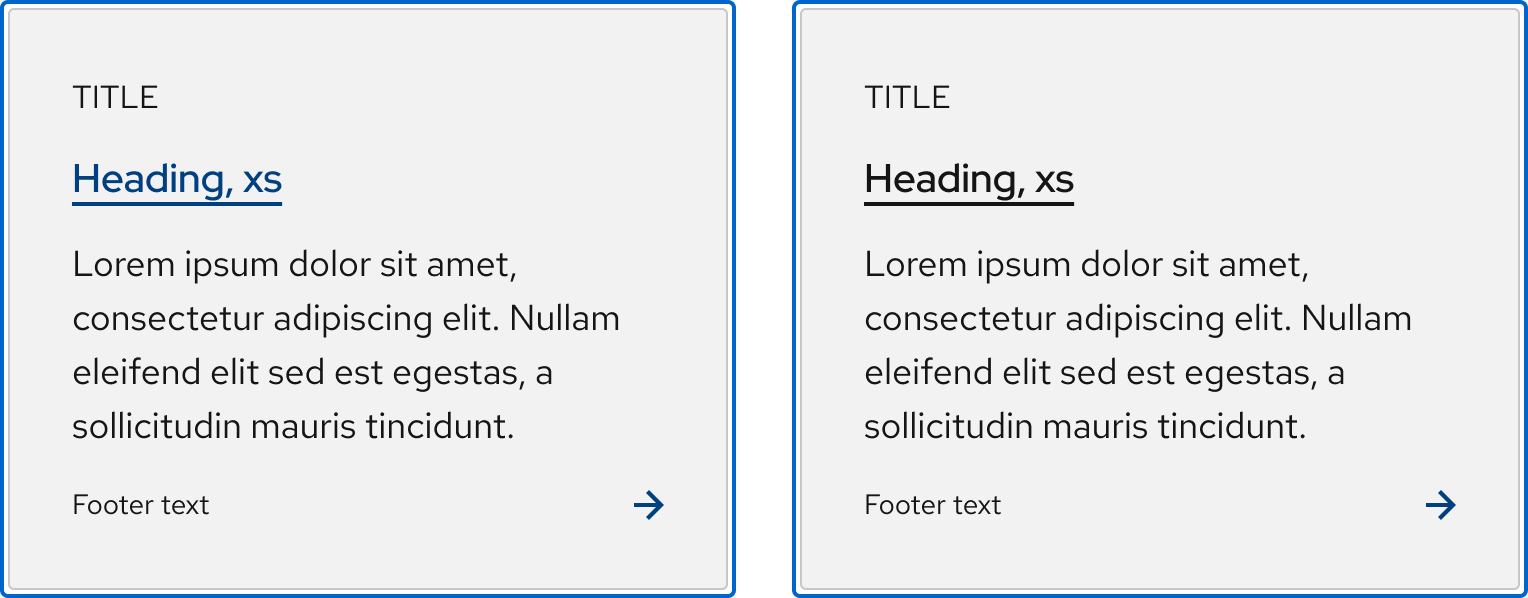 TITLE
Heading, xs
Lorem ipsum dolor sit amet,
consectetur adipiscing elit. Nullam
eleifend elit sed est egestas, a
sollicitudin mauris tincidunt.
Footer text
TITLE
Heading, xs
Lorem ipsum dolor sit amet,
consectetur adipiscing elit. Nullam
eleifend elit sed est egestas, a
sollicitudin mauris tincidunt.
Footer text